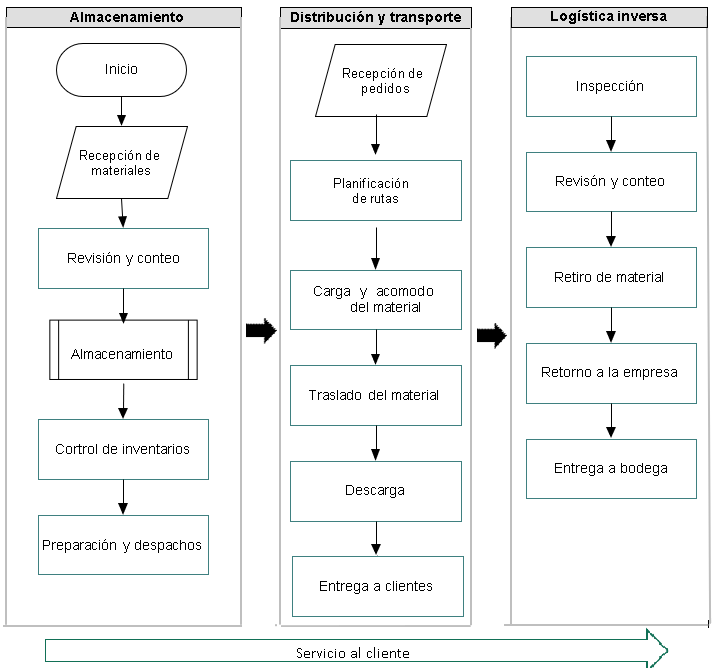 Almacenamiento
Inicio
Recepción de
materiales
Revisión y conteo
Almacenamiento
Cortrol de inventarios
Preparación y despachos
Distribución y transporte
Recepción de
pedidos
Planificación
de rutas
Carga y acomodo
del material
Traslado del material
Descarga
Entrega a clientes
Logística inversa
Inspección
Revisón y conteo
Retiro de material
Retorno a la empresa
Entrega a bodega
Servicio al cliente